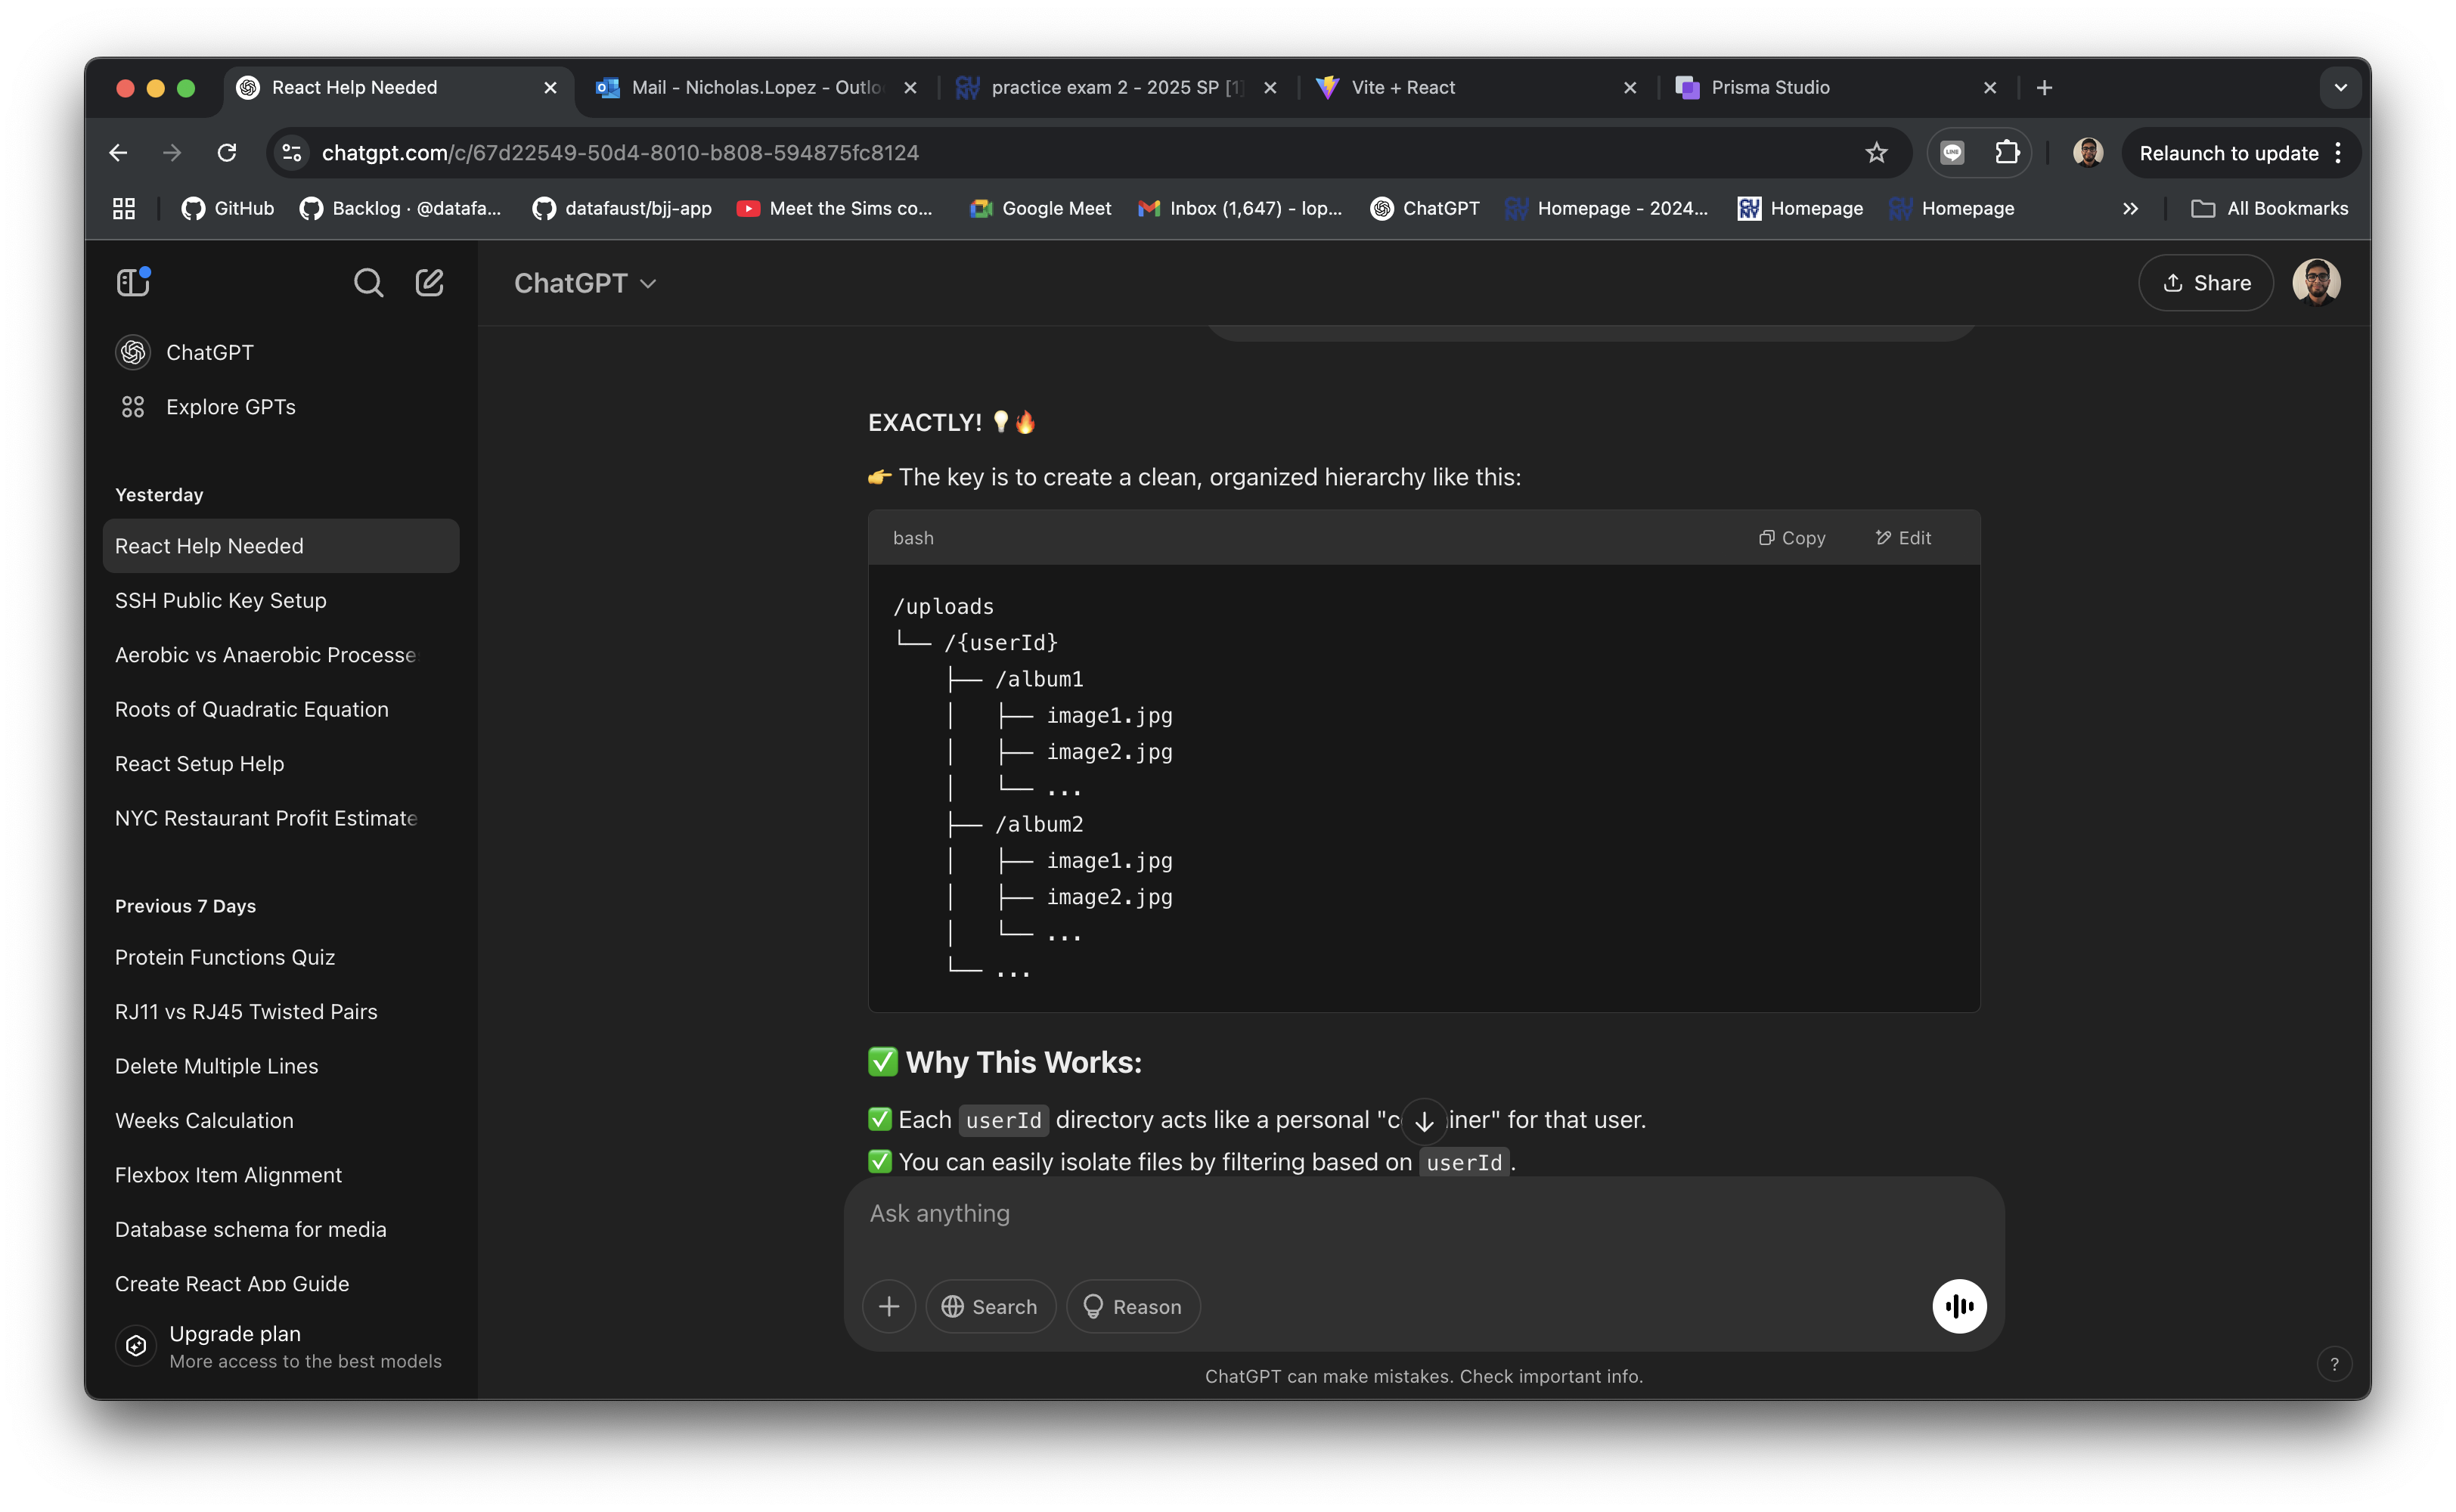 React Help Needed
Mail - Nicholas.Lopez - Outlo
practice exam 2 - 2025 SP [1]
Vite + React
Prisma Studio
chatgpt.com/c/67d22549-50d4-8010-b808-594875fc8124
Relaunch to update
GitHub
Backlog · @datafa...
datafaust/bjj-app
Meet the Sims co...
Google Meet
Inbox (1,647) - lop...
ChatGPT
Homepage - 2024...
Homepage
Homepage
All Bookmarks
ChatGPT
Share
ChatGPT
Explore GPTs
Yesterday
React Help Needed
SSH Public Key Setup
Aerobic vs Anaerobic Processe
Roots of Quadratic Equation
React Setup Help
NYC Restaurant Profit Estimate
Previous 7 Days
Protein Functions Quiz
RJ11 vs RJ45 Twisted Pairs
Delete Multiple Lines
Weeks Calculation
Flexbox Item Alignment
Database schema for media
Create React App Guide
Upgrade plan
More access to the best models
EXACTLY! 💡🔥
👉 The key is to create a clean, organized hierarchy like this:
bash
Copy
Edit
/uploads
└── /{userId}
    ├── /album1
    │   ├── image1.jpg
    │   ├── image2.jpg
    │   └── ...
    ├── /album2
    │   ├── image1.jpg
    │   ├── image2.jpg
    │   └── ...
    └── ...
✅ Why This Works:
✅ Each userId directory acts like a personal "c iner" for that user.
✅ You can easily isolate files by filtering based on userId.
Ask anything
Search
Reason
ChatGPT can make mistakes. Check important info.
?